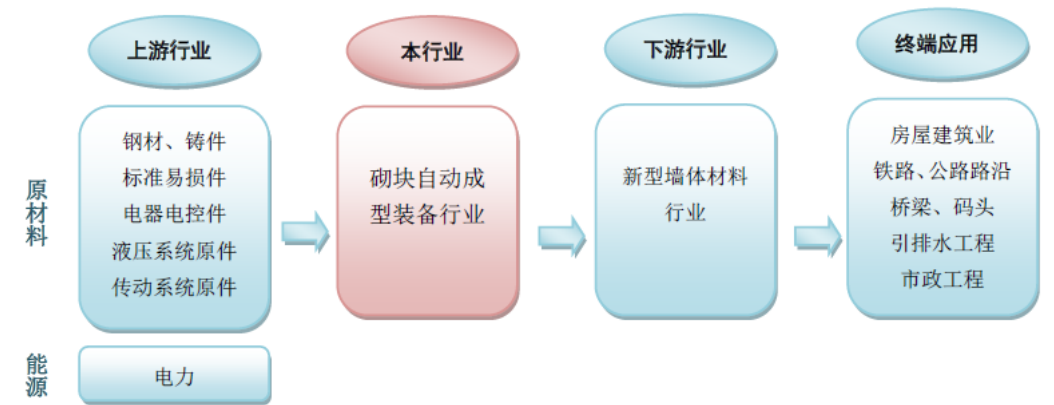 上游行业
本行业
下游行业
终端应用
原材料
钢材、铸件
标准易损件
电器电控件
液压系统原件
传动系统原件
砌块自动成
型装备行业
新型墙体材料
行业
房屋建筑业
铁路、公路路沿
桥梁、码头
引排水工程
市政工程
能源
电力